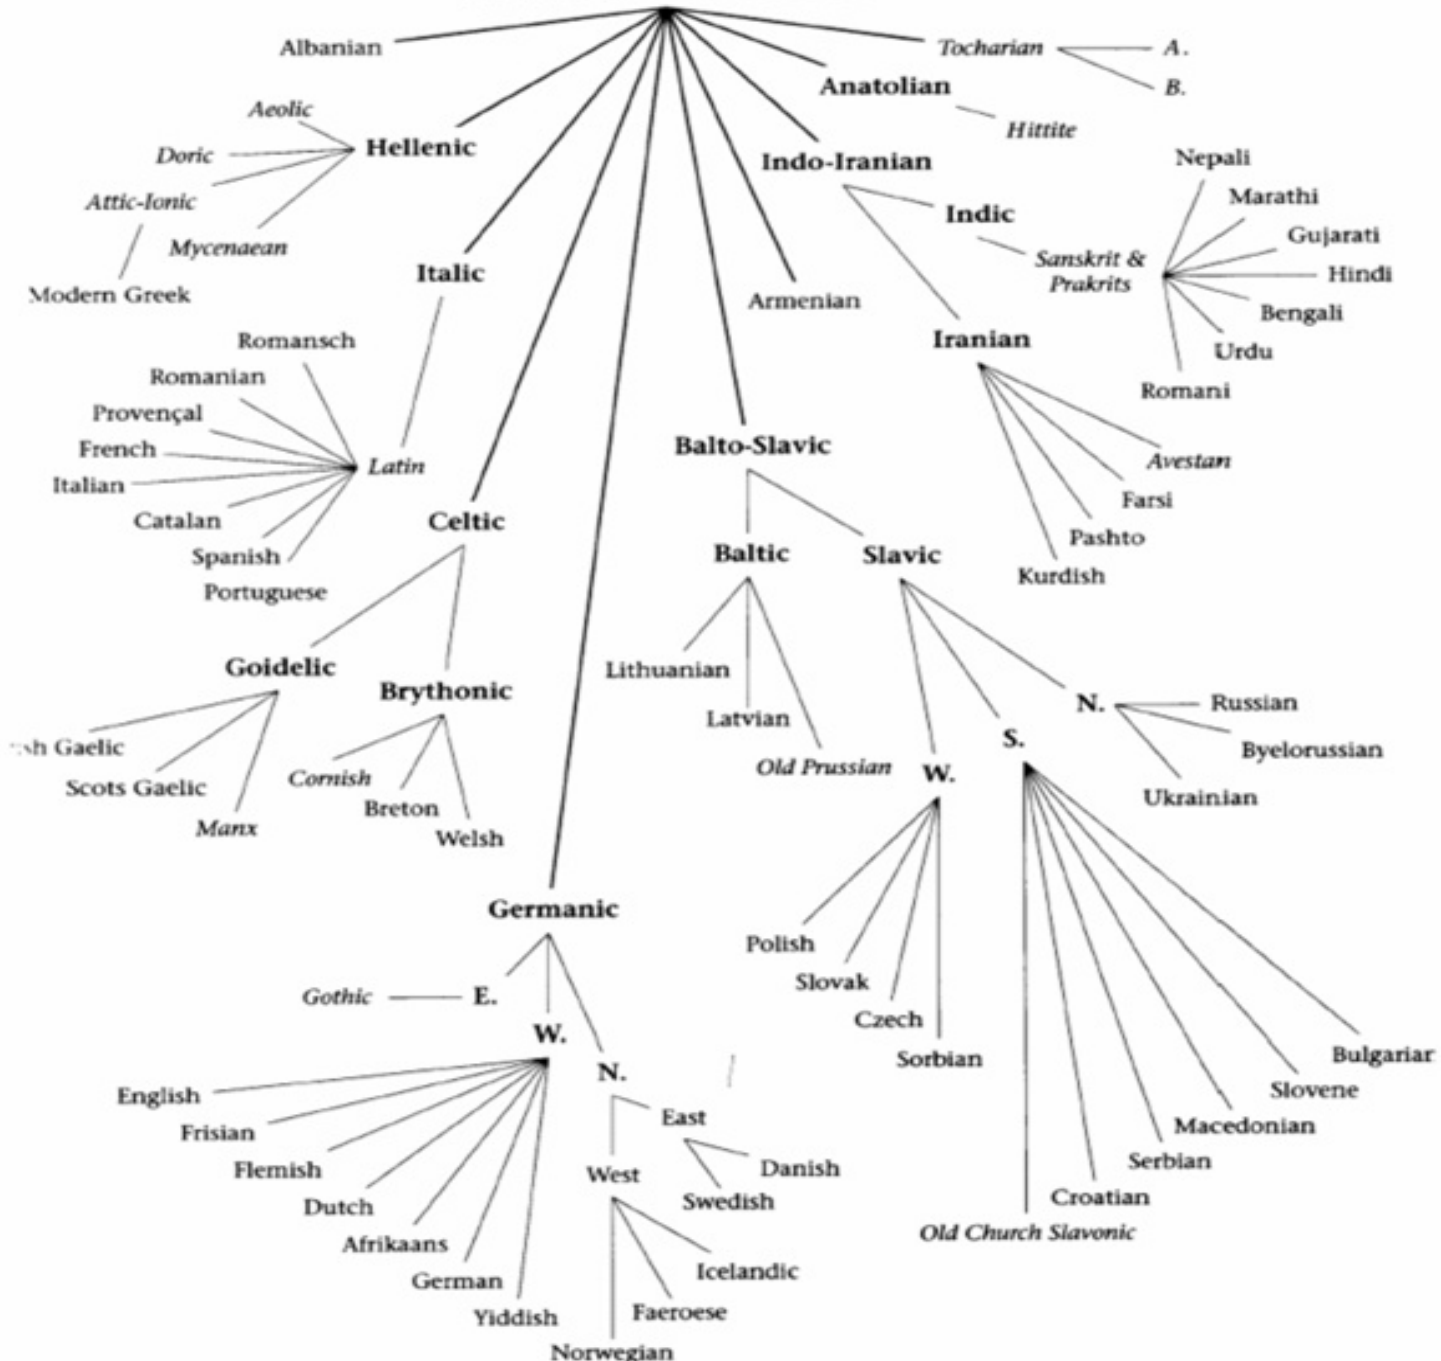 Albanian
Tocharian
A.
B.
Anatolian
Hittite
Aeolic
Doric
Hellenic
Attic-Ionic
Mycenaean
Modern Greek
Indo-Iranian
Indic
Sanskrit &
Prakrits
Nepali
Marathi
Gujarati
Hindi
Bengali
Urdu
Romani
Italic
Armenian
Iranian
Avestan
Farsi
Pashto
Kurdish
Romansch
Romanian
Provençal
French
Italian
Latin
Catalan
Spanish
Portuguese
Celtic
Balto-Slavic
Baltic
Slavic
Goidelic
Brythonic
sh Gaelic
Scots Gaelic
Manx
Cornish
Breton
Welsh
Lithuanian
Latvian
Old Prussian
N.
Russian
Byelorussian
Ukrainian
S.
W.
Polish
Slovak
Czech
Sorbian
Bulgarian
Slovene
Macedonian
Serbian
Croatian
Old Church Slavonic
Germanic
Gothic
E.
W.
N.
English
Frisian
Flemish
Dutch
Afrikaans
German
Yiddish
East
Danish
Swedish
West
Icelandic
Faeroese
Norwegian